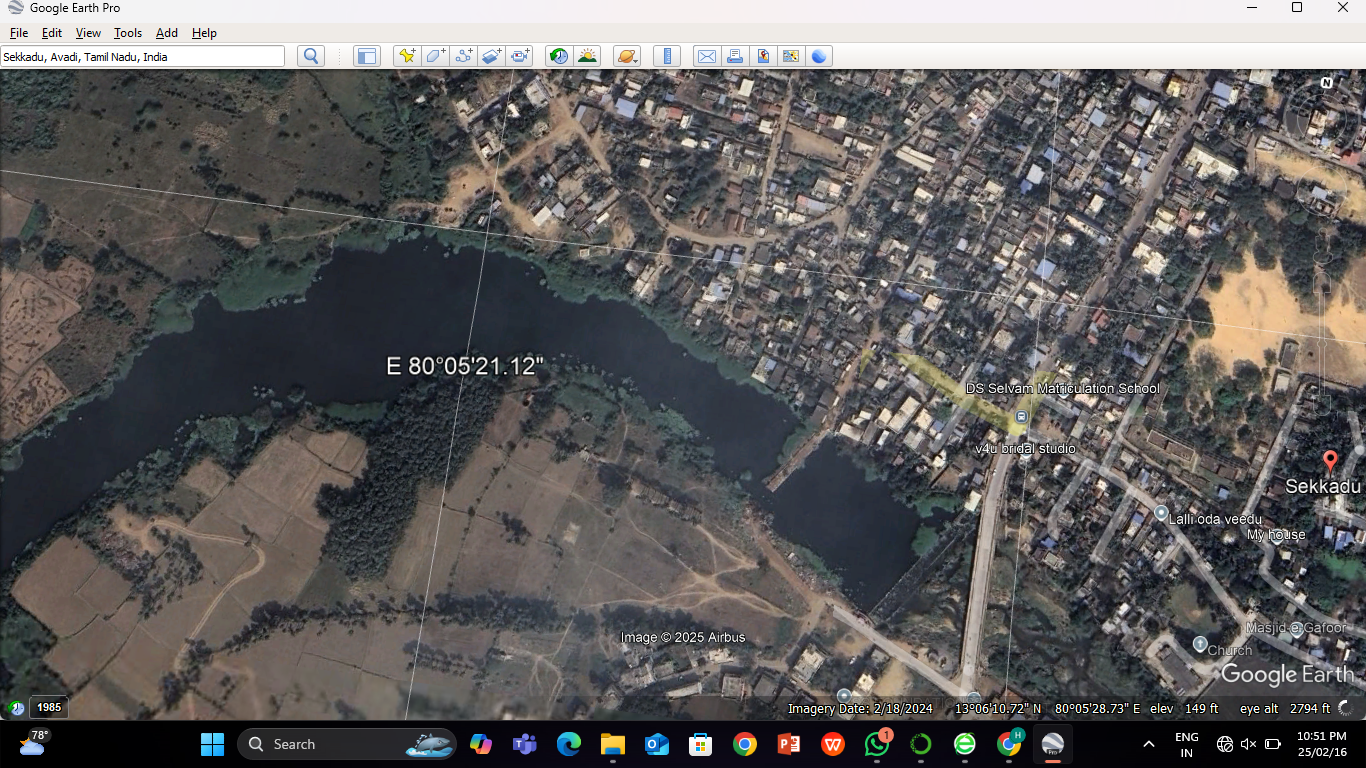 Google Earth Pro
File Edit View Tools Add Help
Sekkadu, Avadi, Tamil Nadu, India
N
E 80°05'21.12"
DS Selvam Matriculation School
v4u bridal studio
Sekkadu
Lalli oda veedu
My house
Masjid-e-Gafoor
Image © 2025 Airbus
Church
Google Earth
1985
Imagery Date: 2/18/2024 13°06'10.72" N 80°05'28.73" E elev 149 ft eye alt 2794 ft
78°
Search
1
H
Pro
ENG
IN
10:51 PM
25/02/16